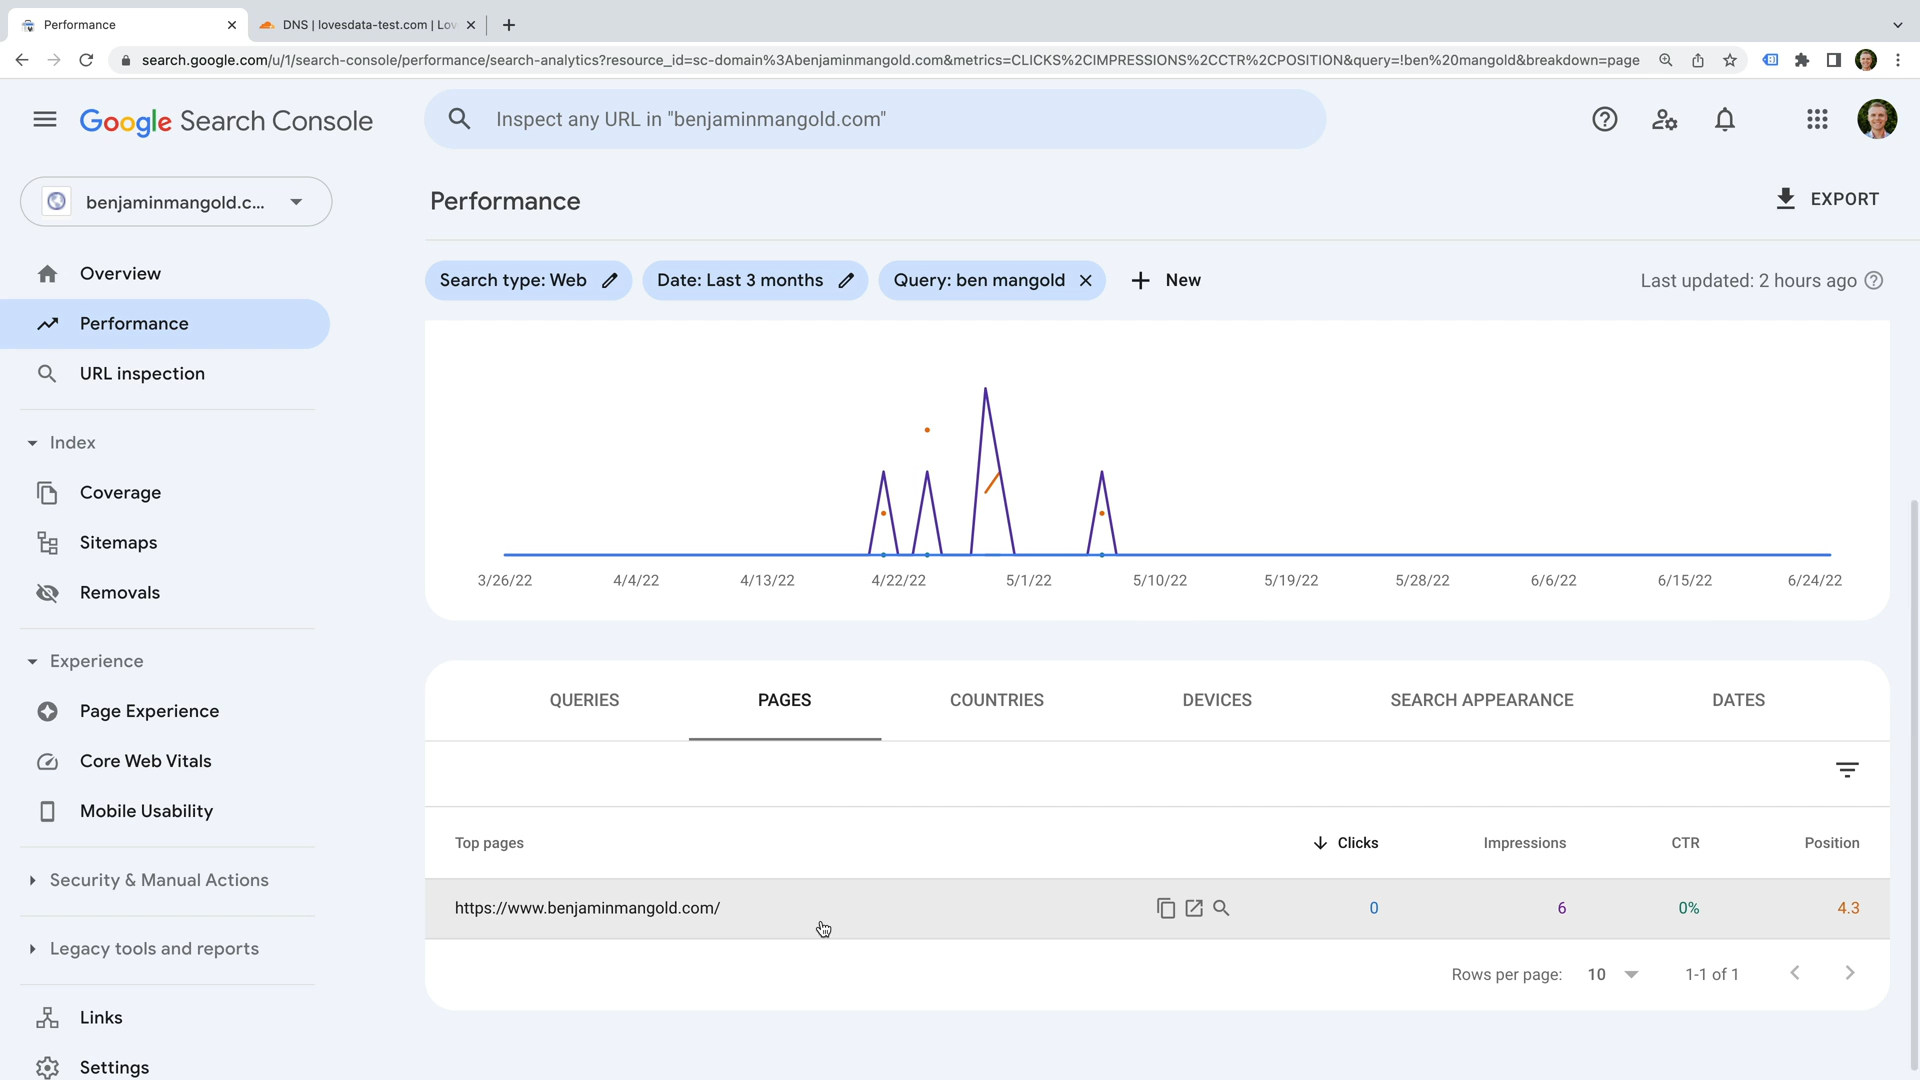 Performance
DNS | lovesdata-test.com | Lov
search.google.com/u/1/search-console/performance/search-analytics?resource_id=sc-domain%3Abenjaminmangold.com&metrics=CLICKS%2CIMPRESSIONS%2CCTR%2CPOSITION&query=!ben%20mangold&breakdown=page
Google Search Console
Inspect any URL in "benjaminmangold.com"
benjaminmangold.c...
Performance
EXPORT
Search type: Web
Date: Last 3 months
Query: ben mangold
New
Last updated: 2 hours ago
Overview
Performance
URL inspection
Index
Coverage
Sitemaps
Removals
Experience
Page Experience
Core Web Vitals
Mobile Usability
Security & Manual Actions
Legacy tools and reports
Links
Settings
3/26/22 4/4/22 4/13/22 4/22/22 5/1/22 5/10/22 5/19/22 5/28/22 6/6/22 6/15/22 6/24/22
QUERIES PAGES COUNTRIES DEVICES SEARCH APPEARANCE DATES
Top pages Clicks Impressions CTR Position
https://www.benjaminmangold.com/ 0 6 0% 4.3
Rows per page: 10 1-1 of 1